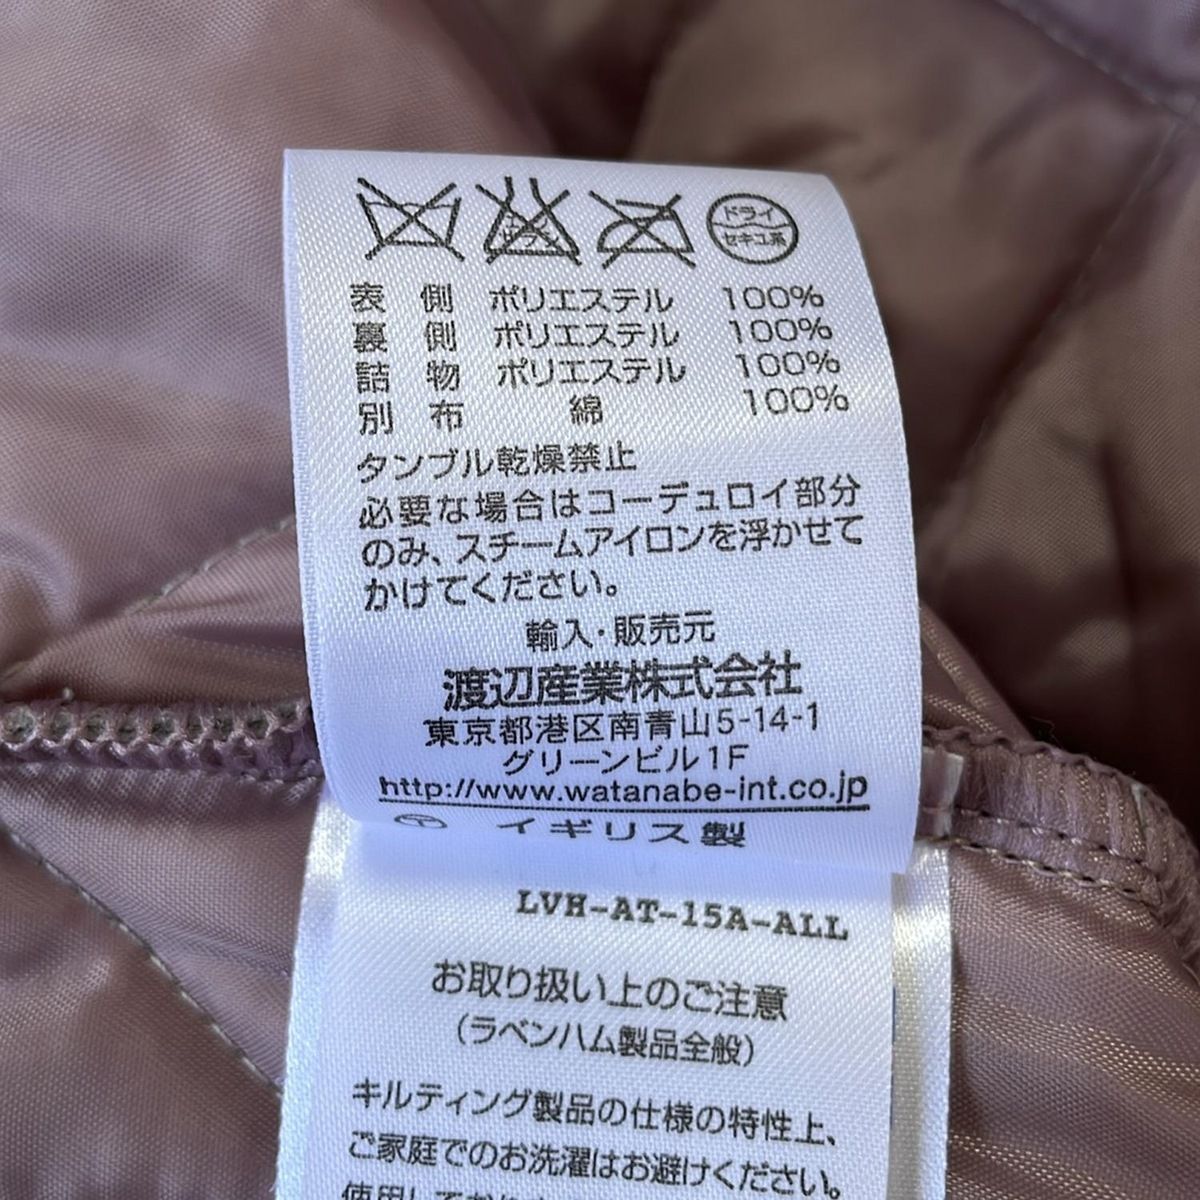 ドライ
セキユ系
表側 ポリエステル 100%
裏側 ポリエステル 100%
詰物 ポリエステル 100%
別布 綿 100%
タンブル乾燥禁止
必要な場合はコーデュロイ部分
のみ、スチームアイロンを浮かせて
かけてください。
輸入・販売元
渡辺産業株式会社
東京都港区南青山5-14-1
グリーンビル1F
http://www.watanabe-int.co.jp
イギリス製
LVH-AT-15A-ALL
お取り扱い上のご注意
(ラベンハム製品全般)
キルティング製品の仕様の特性上、
ご家庭でのお洗濯はお避けください。